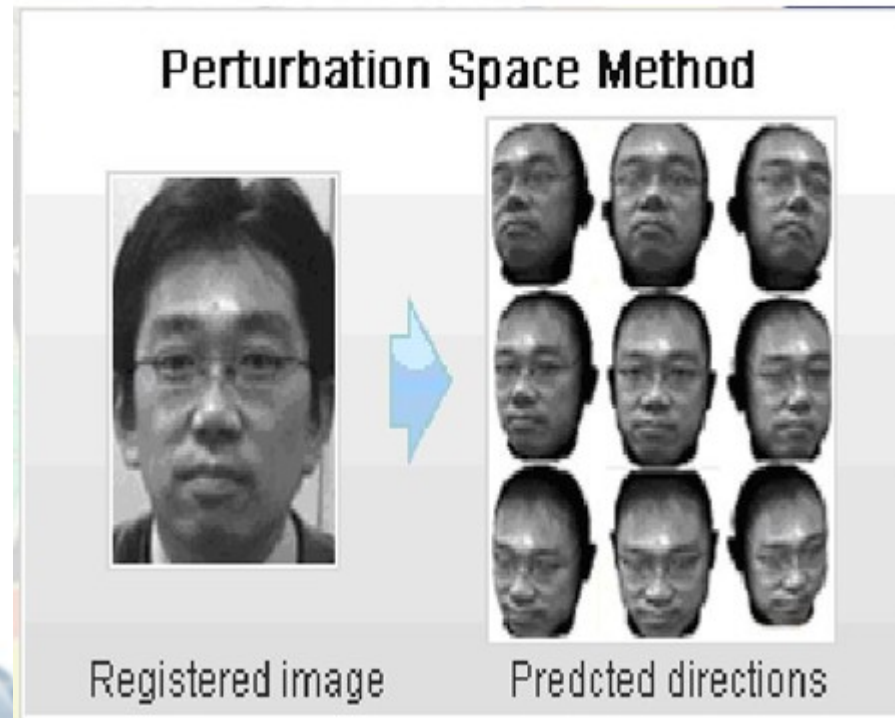 Perturbation Space Method
Registered image
Predcted directions